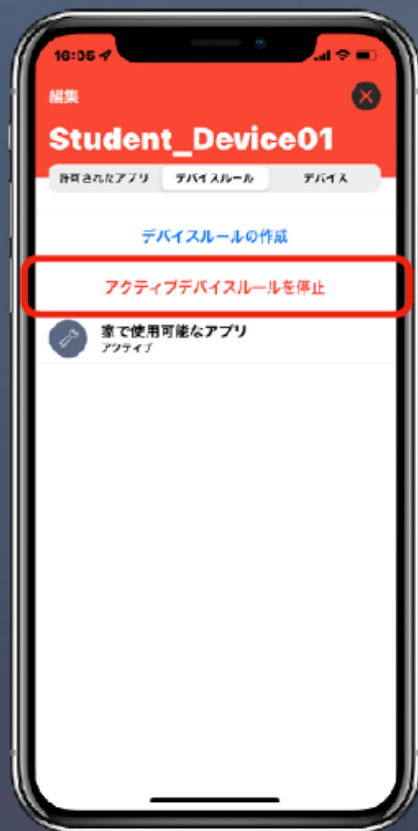 16:05
編集
Student_Device01
許可されたアプリ デバイスルール デバイス
デバイスルールの作成
アクティブデバイスルールを停止
家で使用可能なアプリ
アクティブ